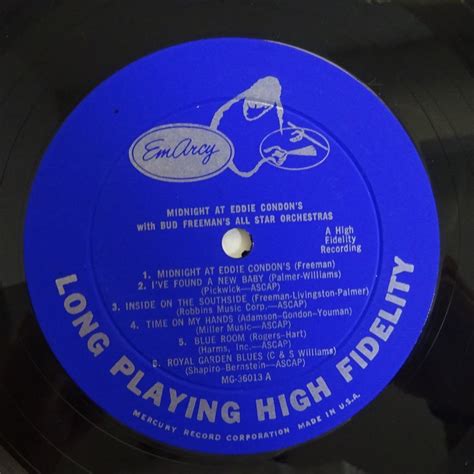 EmArcy
MIDNIGHT AT EDDIE CONDON'S
with BUD FREEMAN'S ALL STAR ORCHESTRAS
A High
Fidelity
Recording
1. MIDNIGHT AT EDDIE CONDON'S (Freeman)
2. I'VE FOUND A NEW BABY (Palmer-Williams)
(Pickwick—ASCAP)
3. INSIDE ON THE SOUTHSIDE (Freeman-Livingston-Palmer)
(Robbins Music Corp.—ASCAP)
4. TIME ON MY HANDS (Adamson-Gondon-Youman)
(Miller Music—ASCAP)
5. BLUE ROOM (Rogers-Hart)
(Harms, Inc.—ASCAP)
6. ROYAL GARDEN BLUES (C & S Williams)
(Shapiro-Bernstein—ASCAP)
MG-36013 A
LONG PLAYING HIGH FIDELITY
MERCURY RECORD CORPORATION MADE IN U.S.A.